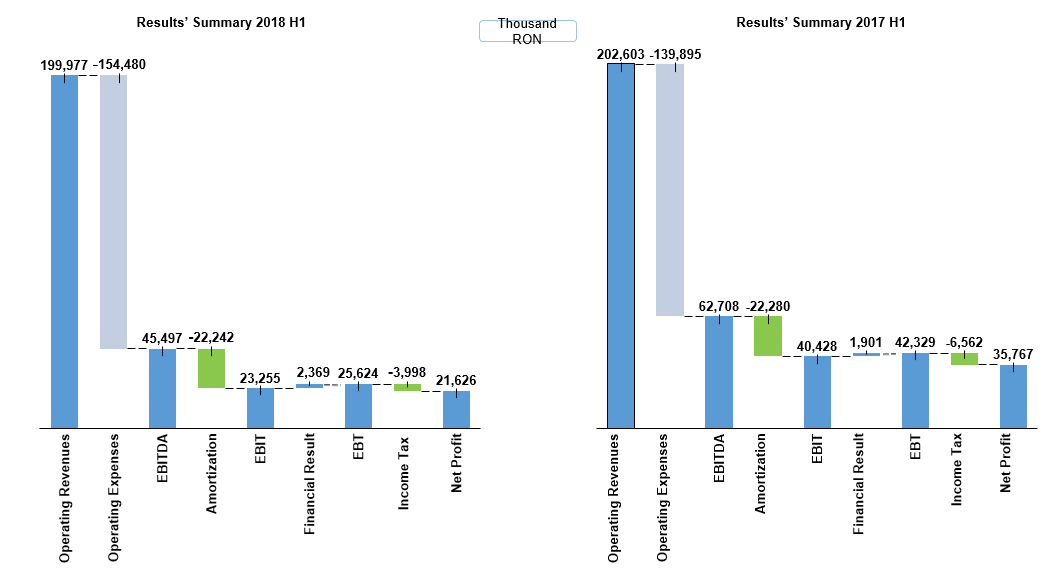 Results’ Summary 2018 H1
Thousand
RON
Results’ Summary 2017 H1
199,977 -154,480
45,497 -22,242
23,255
2,369 25,624 -3,998
21,626
Operating Revenues
Operating Expenses
EBITDA
Amortization
EBIT
Financial Result
EBT
Income Tax
Net Profit
202,603 -139,895
62,708 -22,280
40,428
1,901 42,329 -6,562
35,767
Operating Revenues
Operating Expenses
EBITDA
Amortization
EBIT
Financial Result
EBT
Income Tax
Net Profit